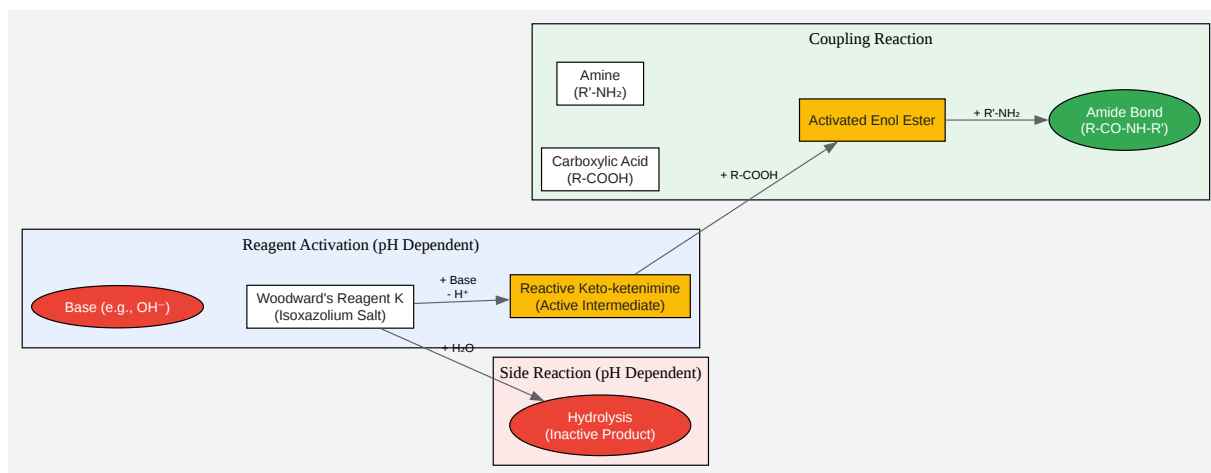 Coupling Reaction
Amine
(R'-NH₂)
Activated Enol Ester
+ R'-NH₂
Amide Bond
(R-CO-NH-R')
Carboxylic Acid
(R-COOH)
+ R-COOH
Reagent Activation (pH Dependent)
Base (e.g., OH⁻)
Woodward's Reagent K
(Isoxazolium Salt)
+ Base
- H⁺
Reactive Keto-ketenimine
(Active Intermediate)
+ H₂O
Side Reaction (pH Dependent)
Hydrolysis
(Inactive Product)